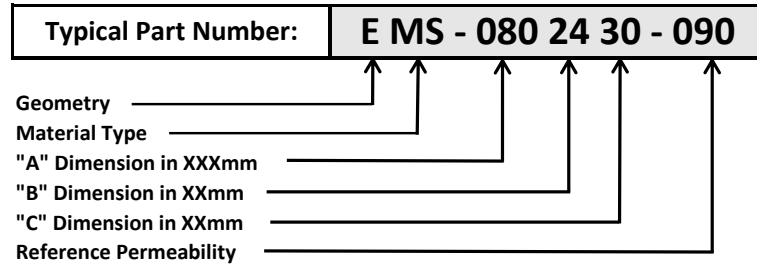 Typical Part Number: E MS - 080 24 30 - 090
Geometry
Material Type
"A" Dimension in XXXmm
"B" Dimension in XXmm
"C" Dimension in XXmm
Reference Permeability